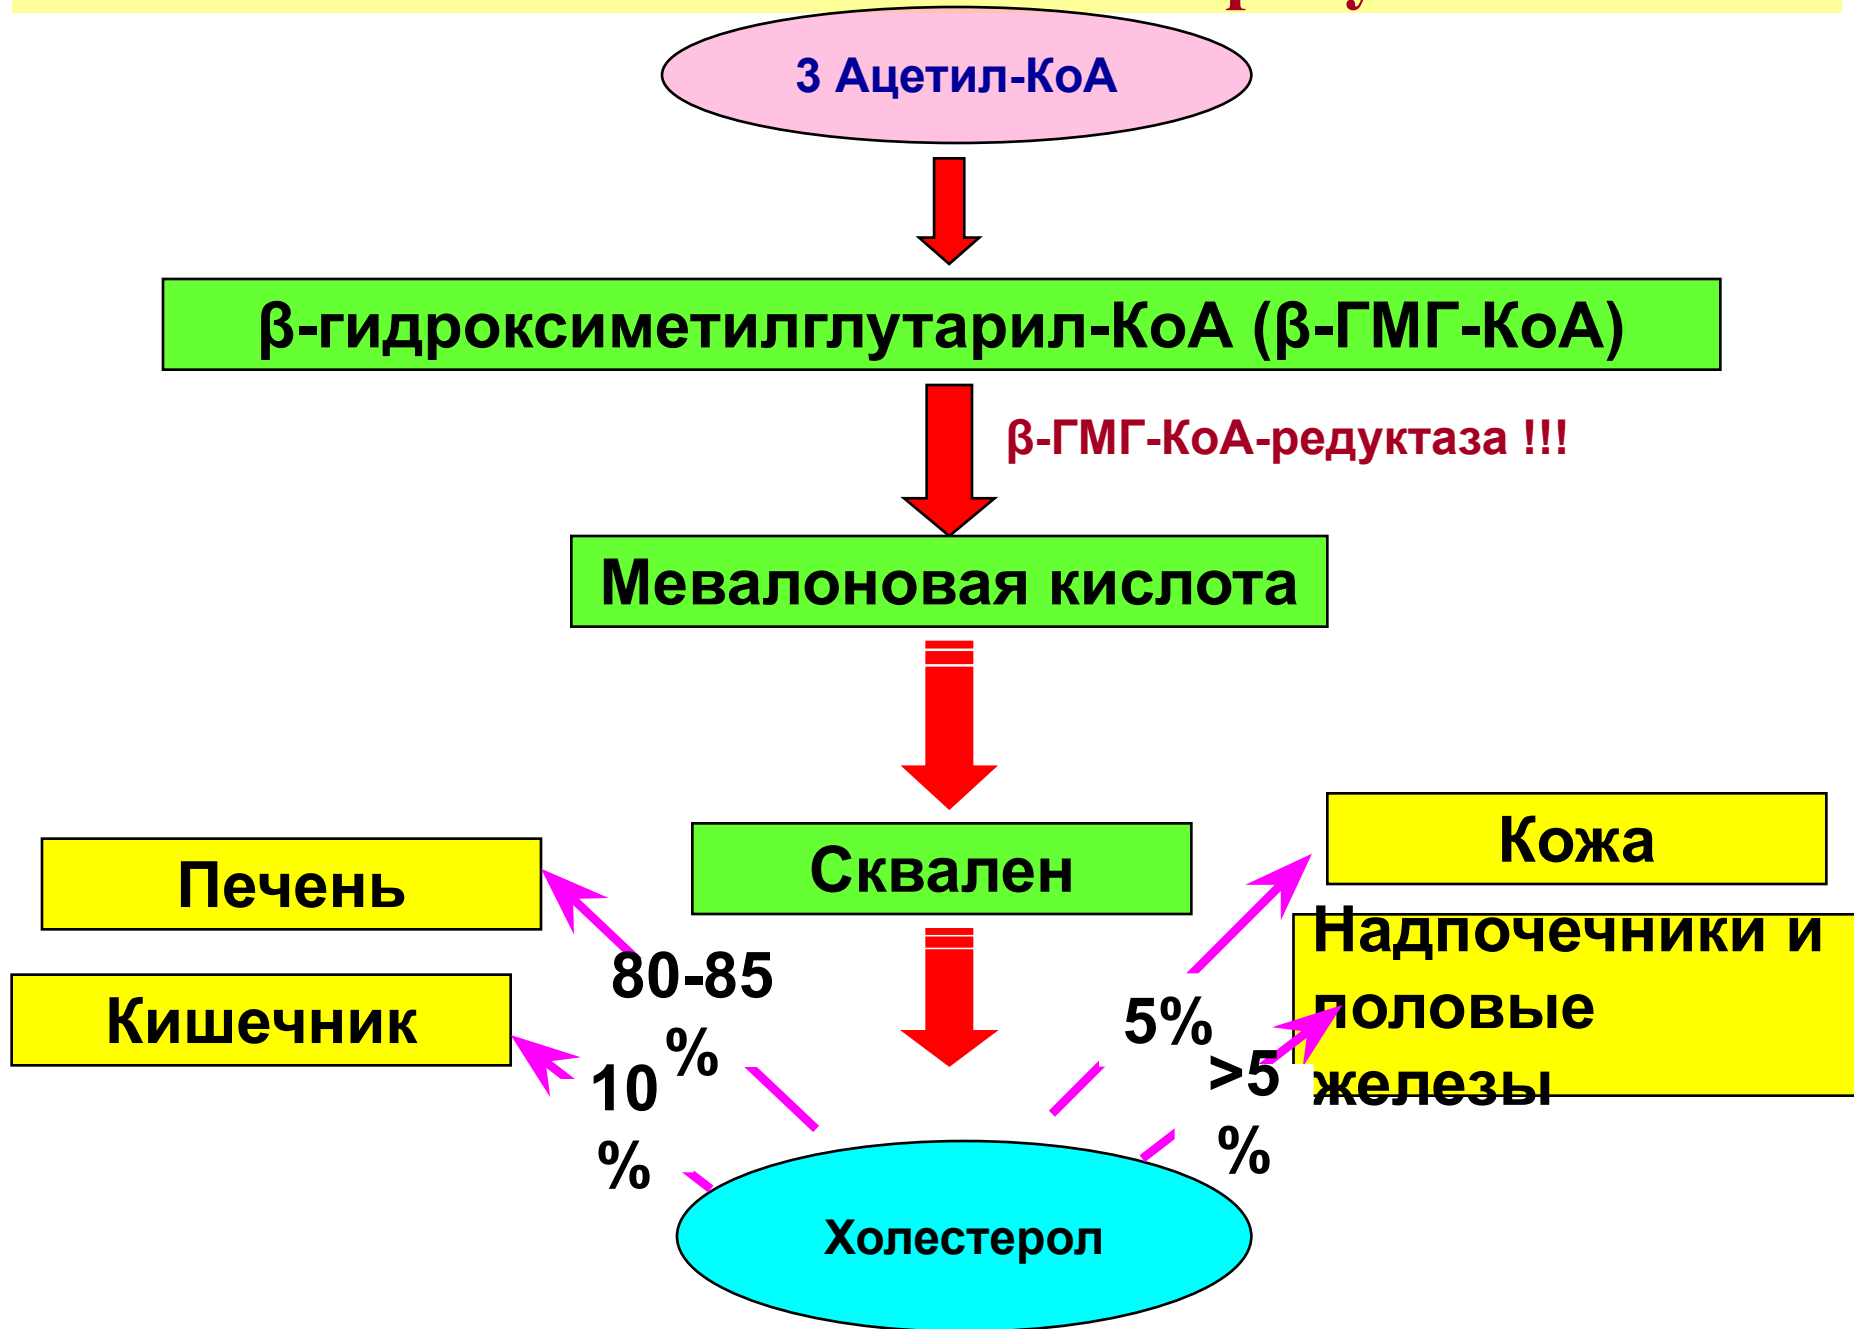 3 Ацетил-КоА
β-гидроксиметилглутарил-КоА (β-ГМГ-КоА)
β-ГМГ-КоА-редуктаза !!!
Мевалоновая кислота
Сквален
Кожа
Печень
Надпочечники и
половые
железы
Кишечник
80-85
%
5%
10
%
>5
%
Холестерол